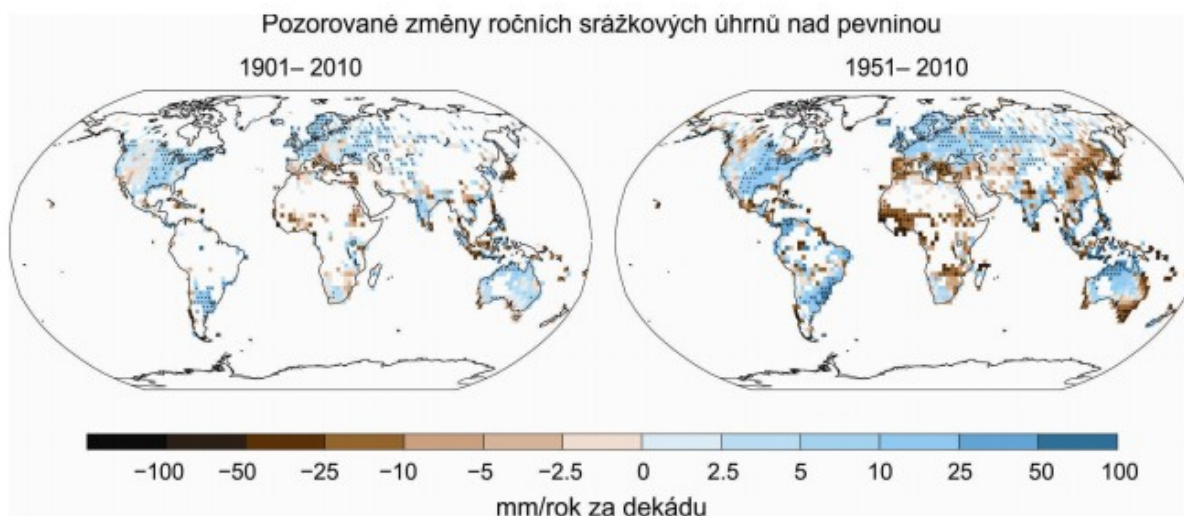 Pozorované změny ročních srážkových úhrnů nad pevninou
1901– 2010
1951– 2010
−100 −50 −25 −10 −5 −2.5 0 2.5 5 10 25 50 100
mm/rok za dekádu